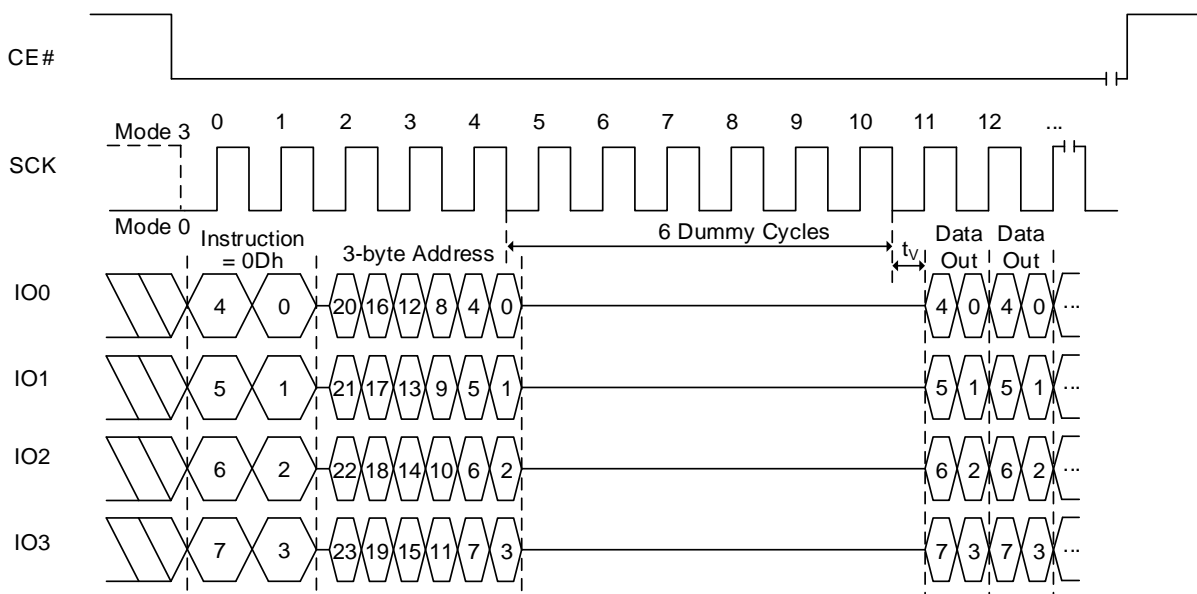 CE#
0 1 2 3 4 5 6 7 8 9 10 11 12 ...
Mode 3
SCK
Mode 0
Instruction
= 0Dh
3-byte Address
6 Dummy Cycles
tV
Data
Out
Data
Out
IO0 4 0 20 16 12 8 4 0 4 0 4 0 ...
IO1 5 1 21 17 13 9 5 1 5 1 5 1 ...
IO2 6 2 22 18 14 10 6 2 6 2 6 2 ...
IO3 7 3 23 19 15 11 7 3 7 3 7 3 ...